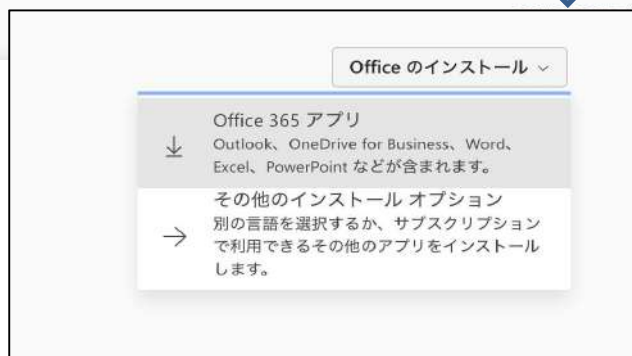 Office のインストール
Office 365 アプリ
Outlook、OneDrive for Business、Word、
Excel、PowerPoint などが含まれます。
その他のインストール オプション
別の言語を選択するか、サブスクリプション
で利用できるその他のアプリをインストール
します。